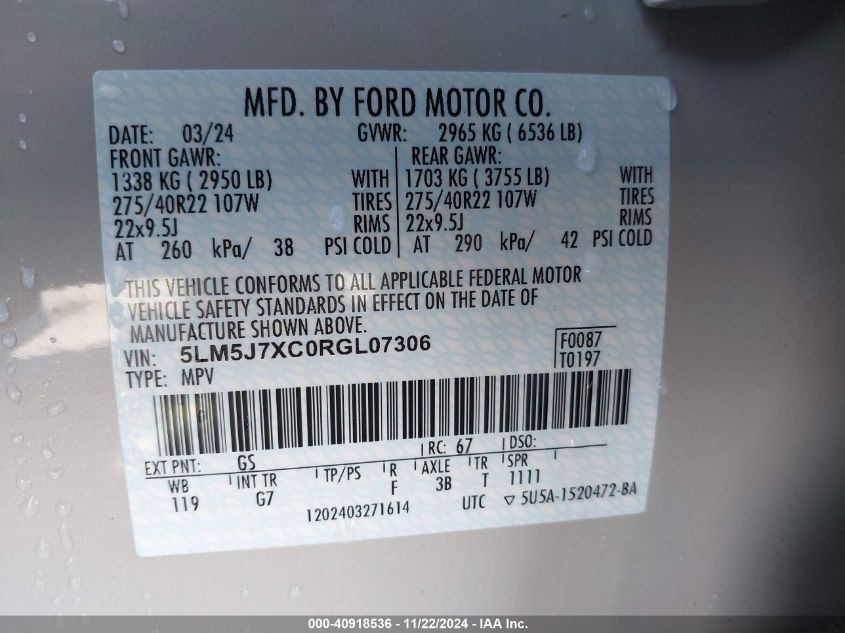 MFD. BY FORD MOTOR CO.
DATE: 03/24 GVWR: 2965 KG ( 6536 LB)
FRONT GAWR: REAR GAWR:
1338 KG ( 2950 LB) WITH 1703 KG ( 3755 LB) WITH
275/40R22 107W TIRES 275/40R22 107W TIRES
22x9.5J RIMS 22x9.5J RIMS
AT 260 kPa/ 38 PSI COLD AT 290 kPa/ 42 PSI COLD
THIS VEHICLE CONFORMS TO ALL APPLICABLE FEDERAL MOTOR
VEHICLE SAFETY STANDARDS IN EFFECT ON THE DATE OF
MANUFACTURE SHOWN ABOVE.
VIN: 5LM5J7XC0RGL07306 F0087
TYPE: MPV T0197
EXT PNT: GS RC: 67 DSO:
WB INT TR TP/PS R AXLE TR SPR
119 G7 F 3B T 1111
1202403271614 UTC ▽ 5U5A-1520472-BA
000-40918536 - 11/22/2024 - IAA Inc.